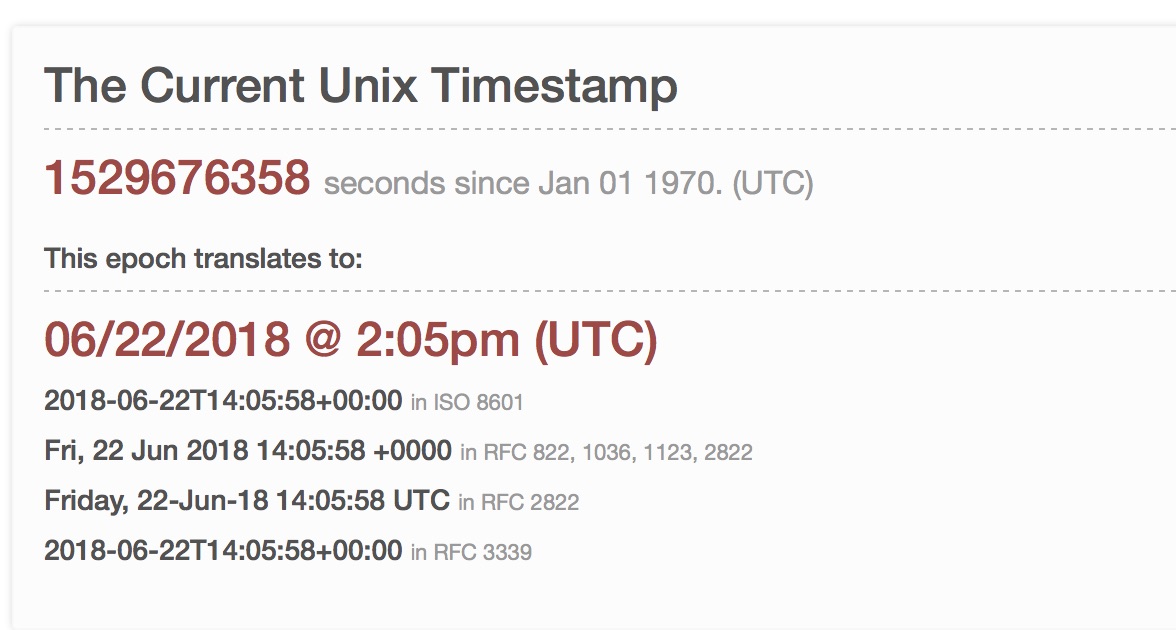 The Current Unix Timestamp
1529676358 seconds since Jan 01 1970. (UTC)
This epoch translates to:
06/22/2018 @ 2:05pm (UTC)
2018-06-22T14:05:58+00:00 in ISO 8601
Fri, 22 Jun 2018 14:05:58 +0000 in RFC 822, 1036, 1123, 2822
Friday, 22-Jun-18 14:05:58 UTC in RFC 2822
2018-06-22T14:05:58+00:00 in RFC 3339